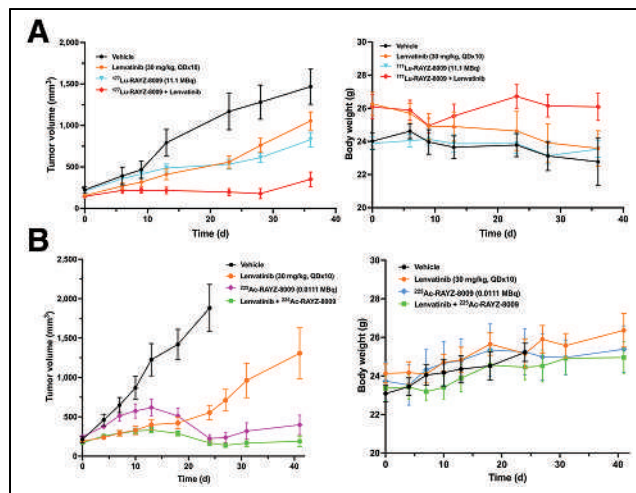 A
Tumor volume (mm³)
2,000
1,500
1,000
500
0
0 10 20 30 40
Time (d)
Vehicle
Lenvatinib (30 mg/kg, QDx10)
¹⁷⁷Lu-RAYZ-8009 (11.1 MBq)
¹⁷⁷Lu-RAYZ-8009 + Lenvatinib
Body weight (g)
30
28
26
24
22
0 10 20 30 40
Time (d)
Vehicle
Lenvatinib (30 mg/kg, QDx10)
Lu-RAYZ-8009 (11.1 MBq)
Lu-RAYZ-8009 + Lenvatinib
B
Tumor volume (mm³)
2,500
2,000
1,500
1,000
500
0
0 10 20 30 40
Time (d)
Vehicle
Lenvatinib (30 mg/kg, QDx10)
²²⁵Ac-RAYZ-8009 (0.0111 MBq)
Lenvatinib + ²²⁵Ac-RAYZ-8009
Body weight (g)
30
28
26
24
22
20
0 10 20 30 40
Time (d)
Vehicle
Lenvatinib (30 mg/kg, QDx10)
²²⁵Ac-RAYZ-8009 (0.0111 MBq)
Lenvatinib + ²²⁵Ac-RAYZ-8009